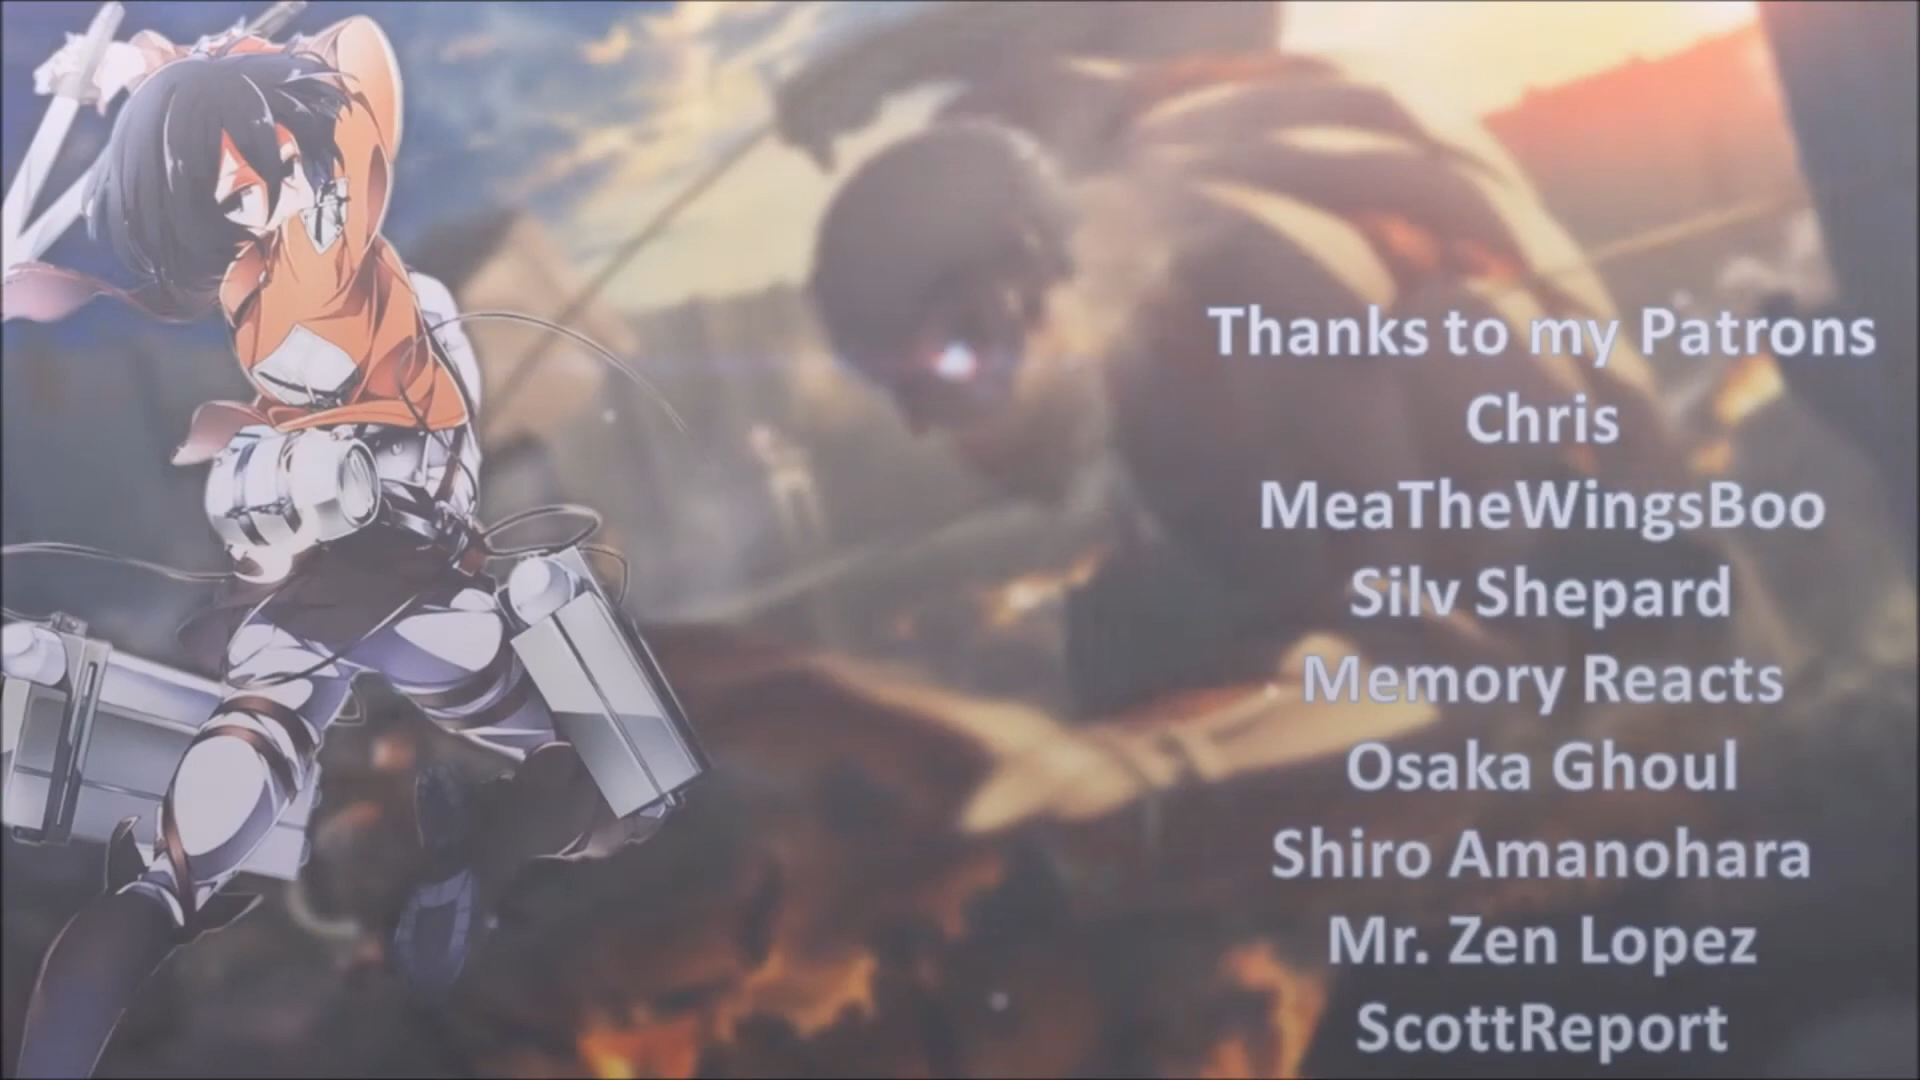 Thanks to my Patrons
Chris
MeaTheWingsBoo
Silv Shepard
Memory Reacts
Osaka Ghoul
Shiro Amanohara
Mr. Zen Lopez
ScottReport